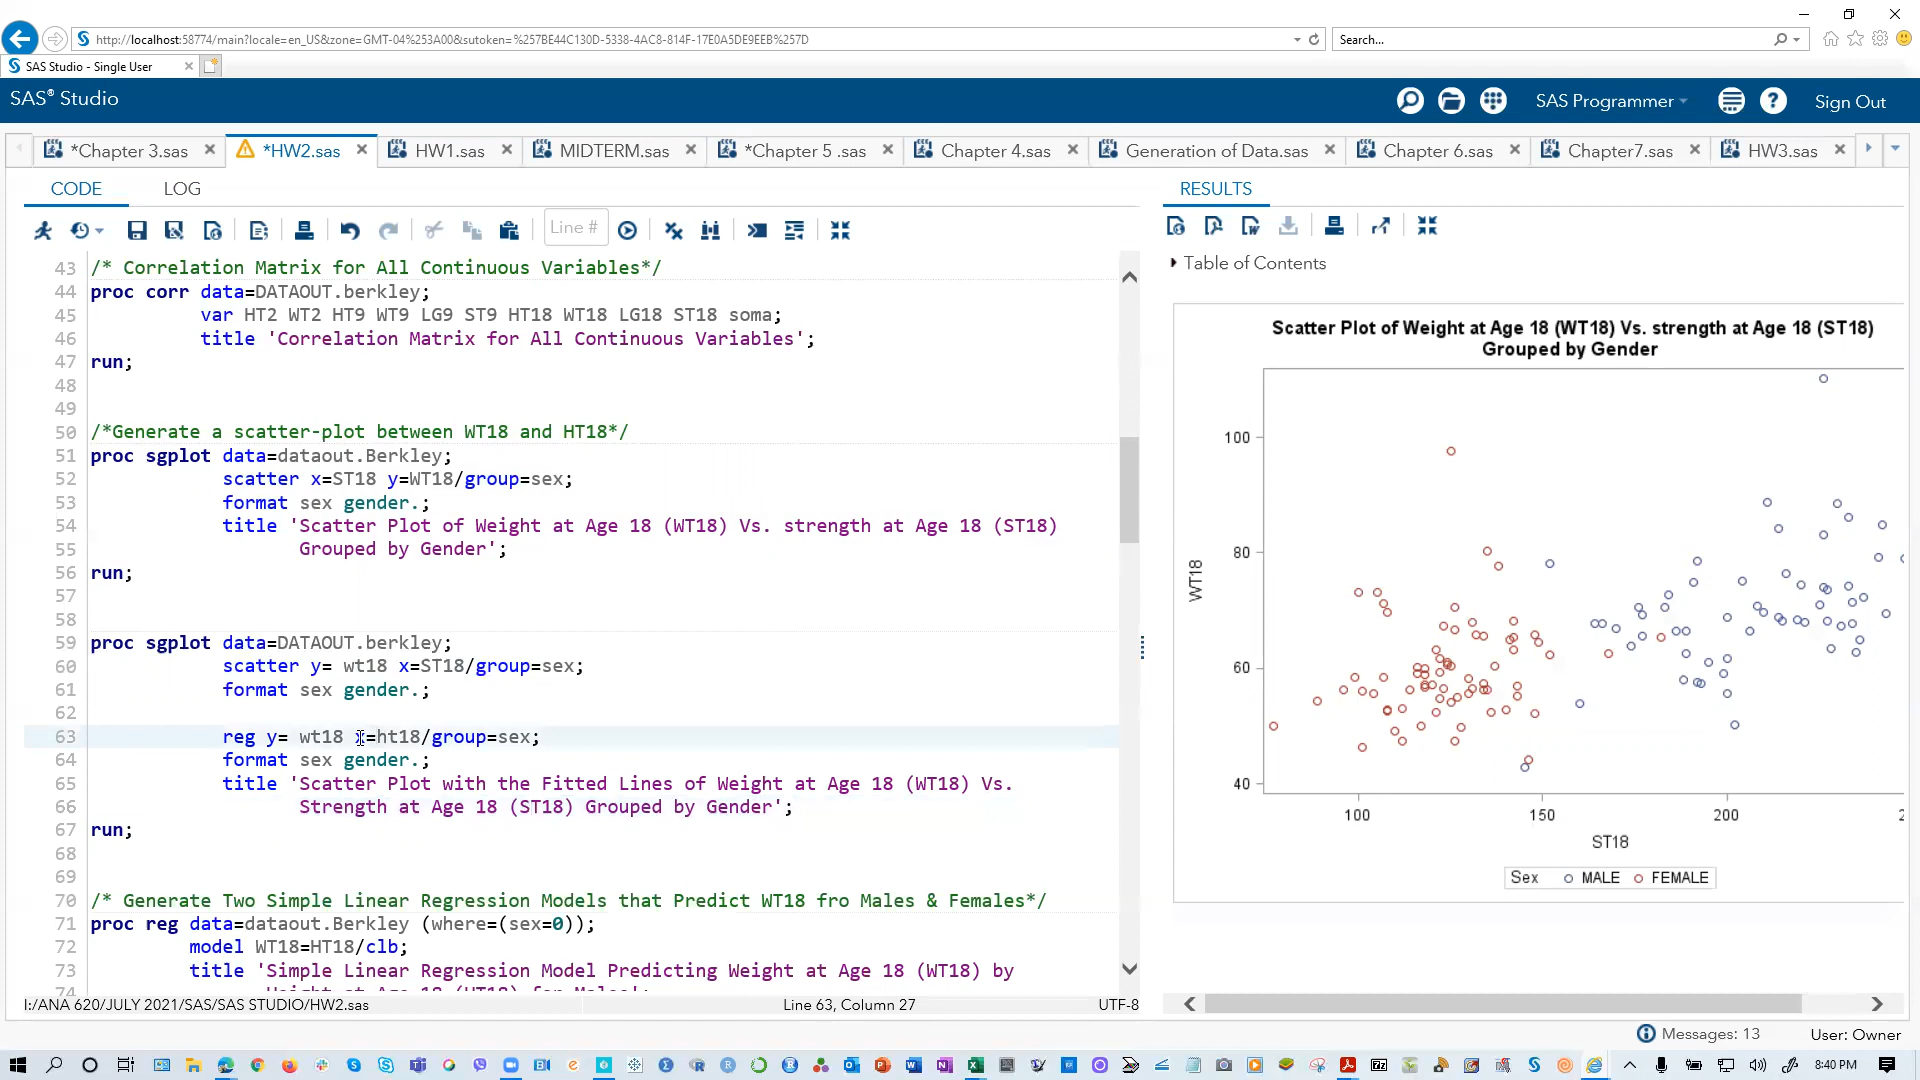 http://localhost:58774/main?locale=en_US&zone=GMT-04%253A00&sutoken=%257BE44C130D-5338-4AC8-814F-17E0A5DE9EEB%257D
Search...
SAS Studio - Single User
SAS® Studio
SAS Programmer
Sign Out
*Chapter 3.sas
*HW2.sas
HW1.sas
MIDTERM.sas
*Chapter 5 .sas
Chapter 4.sas
Generation of Data.sas
Chapter 6.sas
Chapter7.sas
HW3.sas
CODE
LOG
Line #
43 /* Correlation Matrix for All Continuous Variables*/
44 proc corr data=DATAOUT.berkley;
45 var HT2 WT2 HT9 WT9 LG9 ST9 HT18 WT18 LG18 ST18 soma;
46 title 'Correlation Matrix for All Continuous Variables';
47 run;
48
49
50 /*Generate a scatter-plot between WT18 and HT18*/
51 proc sgplot data=dataout.Berkley;
52 scatter x=ST18 y=WT18/group=sex;
53 format sex gender.;
54 title 'Scatter Plot of Weight at Age 18 (WT18) Vs. strength at Age 18 (ST18)
55 Grouped by Gender';
56 run;
57
58
59 proc sgplot data=DATAOUT.berkley;
60 scatter y= wt18 x=ST18/group=sex;
61 format sex gender.;
62
63 reg y= wt18 x=ht18/group=sex;
64 format sex gender.;
65 title 'Scatter Plot with the Fitted Lines of Weight at Age 18 (WT18) Vs.
66 Strength at Age 18 (ST18) Grouped by Gender';
67 run;
68
69
70 /* Generate Two Simple Linear Regression Models that Predict WT18 fro Males & Females*/
71 proc reg data=dataout.Berkley (where=(sex=0));
72 model WT18=HT18/clb;
73 title 'Simple Linear Regression Model Predicting Weight at Age 18 (WT18) by
74 Height at Age 18 (HT18) for Males';
I:/ANA 620/JULY 2021/SAS/SAS STUDIO/HW2.sas
Line 63, Column 27
UTF-8
RESULTS
Table of Contents
Scatter Plot of Weight at Age 18 (WT18) Vs. strength at Age 18 (ST18)
Grouped by Gender
100
80
60
40
WT18
100
150
200
2
ST18
Sex
MALE
FEMALE
Messages: 13
User: Owner
8:40 PM